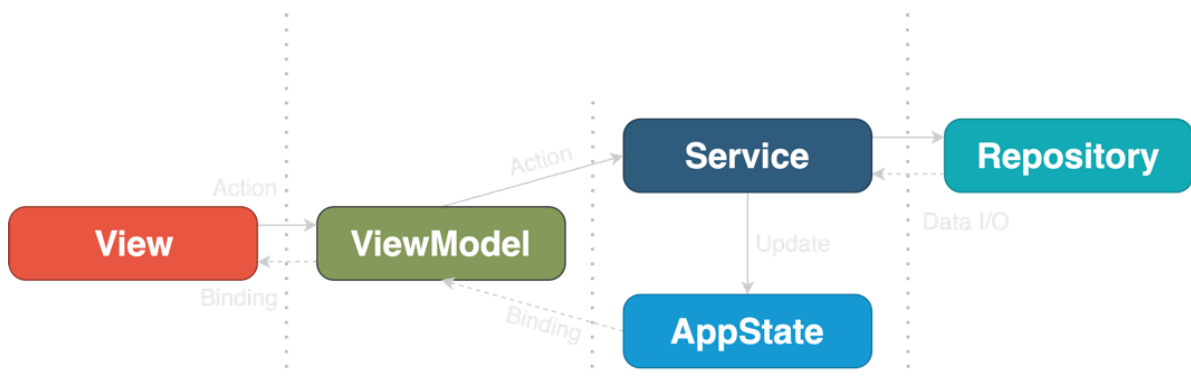 Service
Repository
Action
Action
Data I/O
View
ViewModel
Update
Binding
Binding
AppState